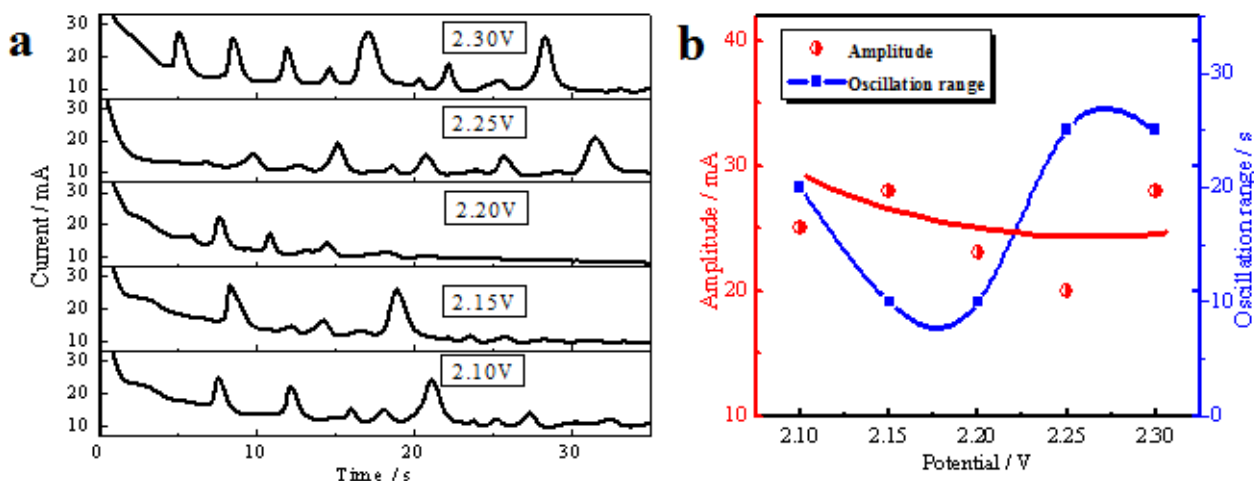 a
Current / mA
30
20
10
2.30V
30
20
10
2.25V
30
20
10
2.20V
30
20
10
2.15V
30
20
10
2.10V
0 10 20 30
Time /s
b
Amplitude
Oscillation range
Amplitude / mA
40
30
20
10
Oscillation range / s
30
20
10
0
2.10 2.15 2.20 2.25 2.30
Potential / V